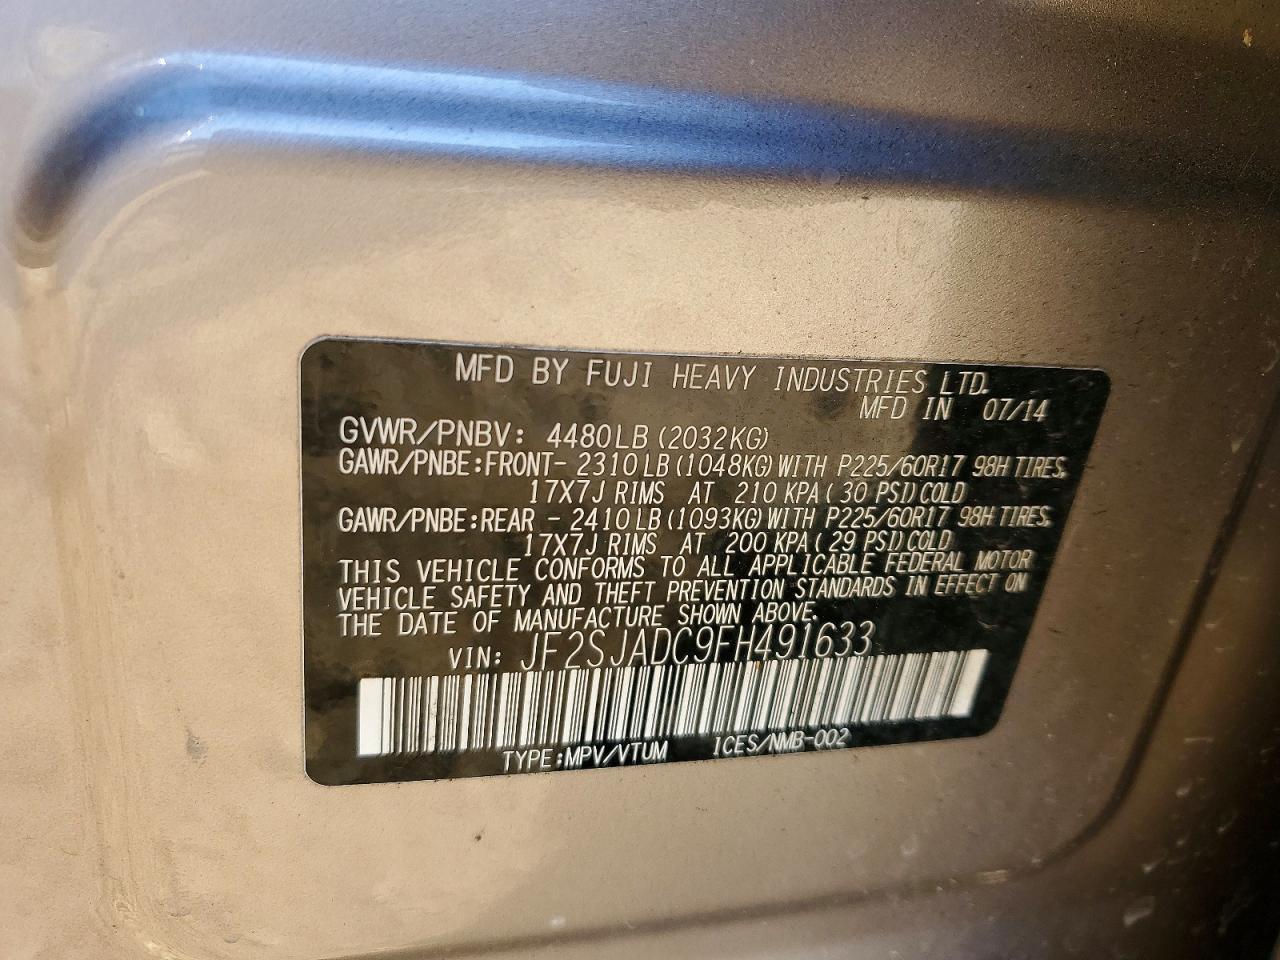 MFD BY FUJI HEAVY INDUSTRIES LTD.
MFD IN 07/14
GVWR/PNBV: 4480LB (2032KG)
GAWR/PNBE:FRONT- 2310LB (1048KG) WITH P225/60R17 98H TIRES,
17X7J RIMS AT 210 KPA ( 30 PSI) COLD
GAWR/PNBE:REAR - 2410LB (1093KG) WITH P225/60R17 98H TIRES,
17X7J RIMS AT 200 KPA ( 29 PSI) COLD
THIS VEHICLE CONFORMS TO ALL APPLICABLE FEDERAL MOTOR
VEHICLE SAFETY AND THEFT PREVENTION STANDARDS IN EFFECT ON
THE DATE OF MANUFACTURE SHOWN ABOVE.
VIN: JF2SJADC9FH491633
TYPE:MPV/VTUM ICES/NMB-002